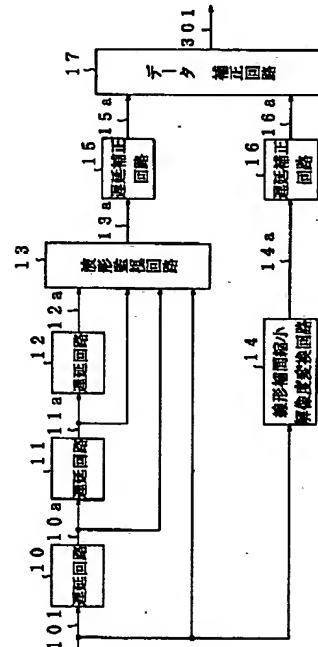 101
10
遅延回路
10a
11
遅延回路
11a
12
遅延回路
12a
13
波形監視回路
13a
15
遅延補正
回路
15a
14
線形補間縮小
解像度変換回路
14a
16
遅延補正
回路
16a
17
データ
補正回路
301